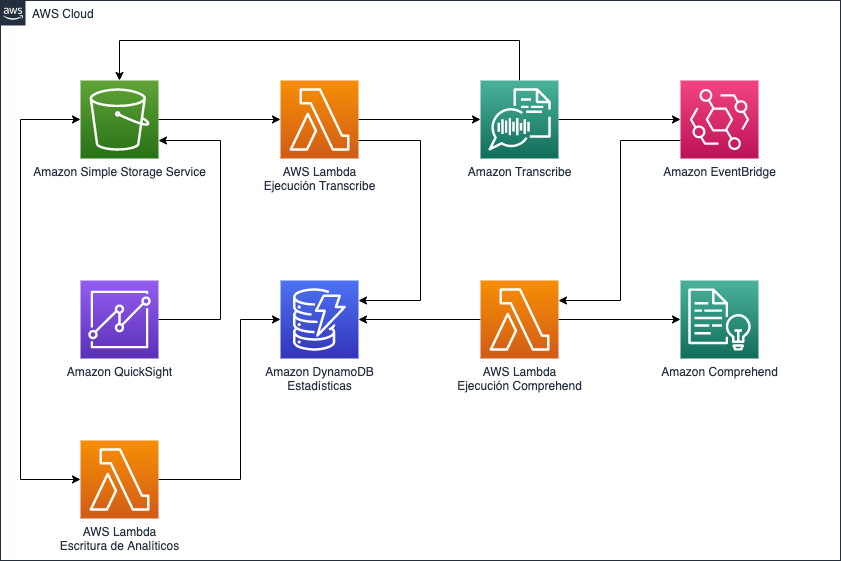 aws
AWS Cloud
Amazon Simple Storage Service
AWS Lambda
Ejecución Transcribe
Amazon Transcribe
Amazon EventBridge
Amazon QuickSight
Amazon DynamoDB
Estadísticas
AWS Lambda
Ejecución Comprehend
Amazon Comprehend
AWS Lambda
Escritura de Analíticos